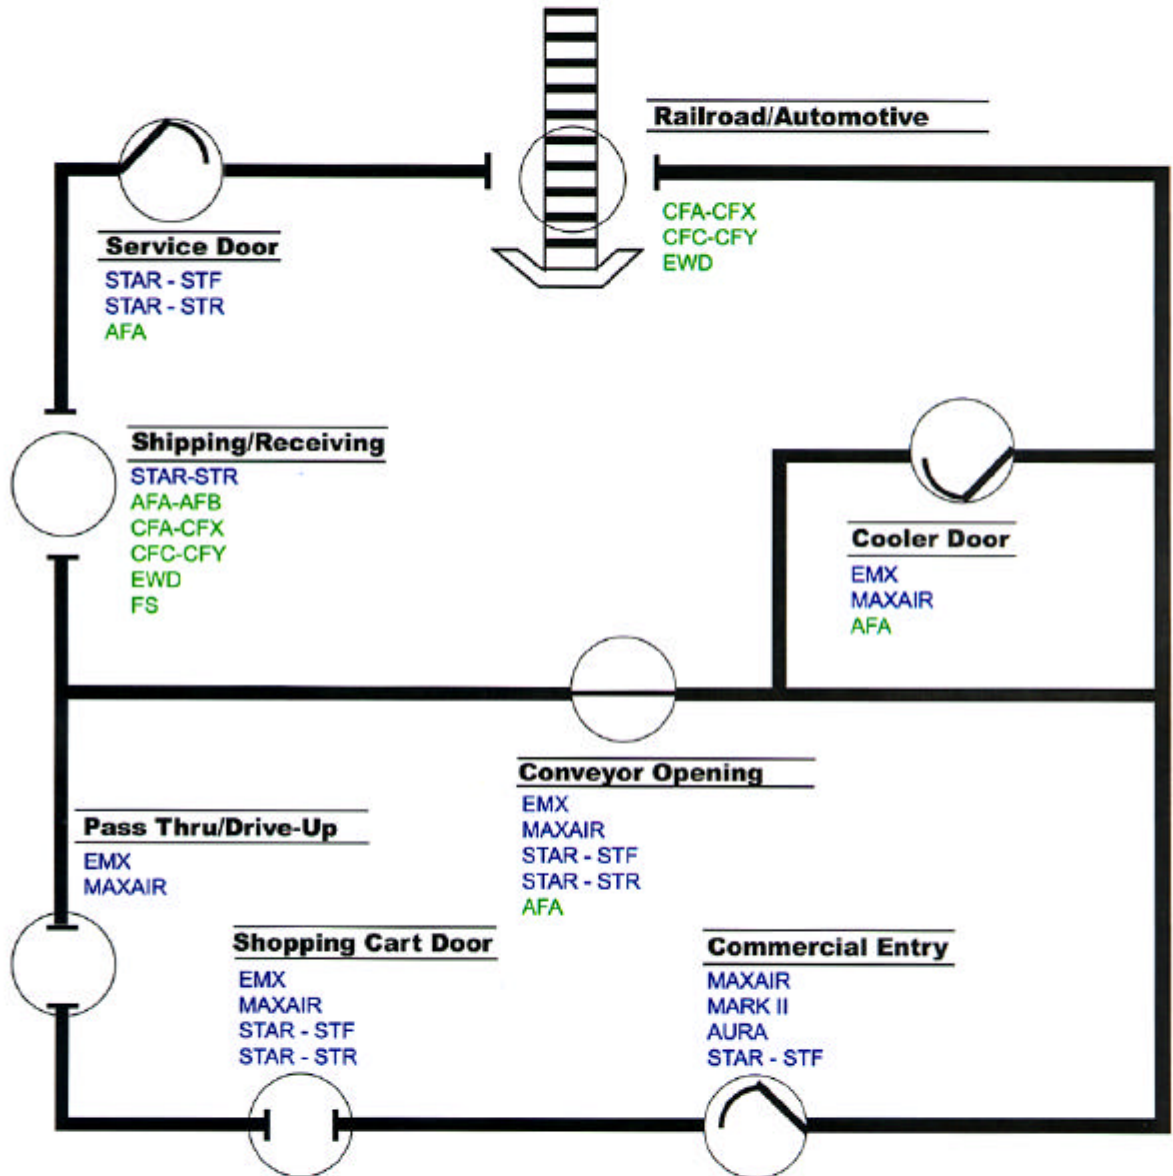 Railroad/Automotive
CFA-CFX
CFC-CFY
EWD
Service Door
STAR - STF
STAR - STR
AFA
Shipping/Receiving
STAR-STR
AFA-AFB
CFA-CFX
CFC-CFY
EWD
FS
Cooler Door
EMX
MAXAIR
AFA
Conveyor Opening
EMX
MAXAIR
STAR - STF
STAR - STR
AFA
Pass Thru/Drive-Up
EMX
MAXAIR
Shopping Cart Door
EMX
MAXAIR
STAR - STF
STAR - STR
Commercial Entry
MAXAIR
MARK II
AURA
STAR - STF